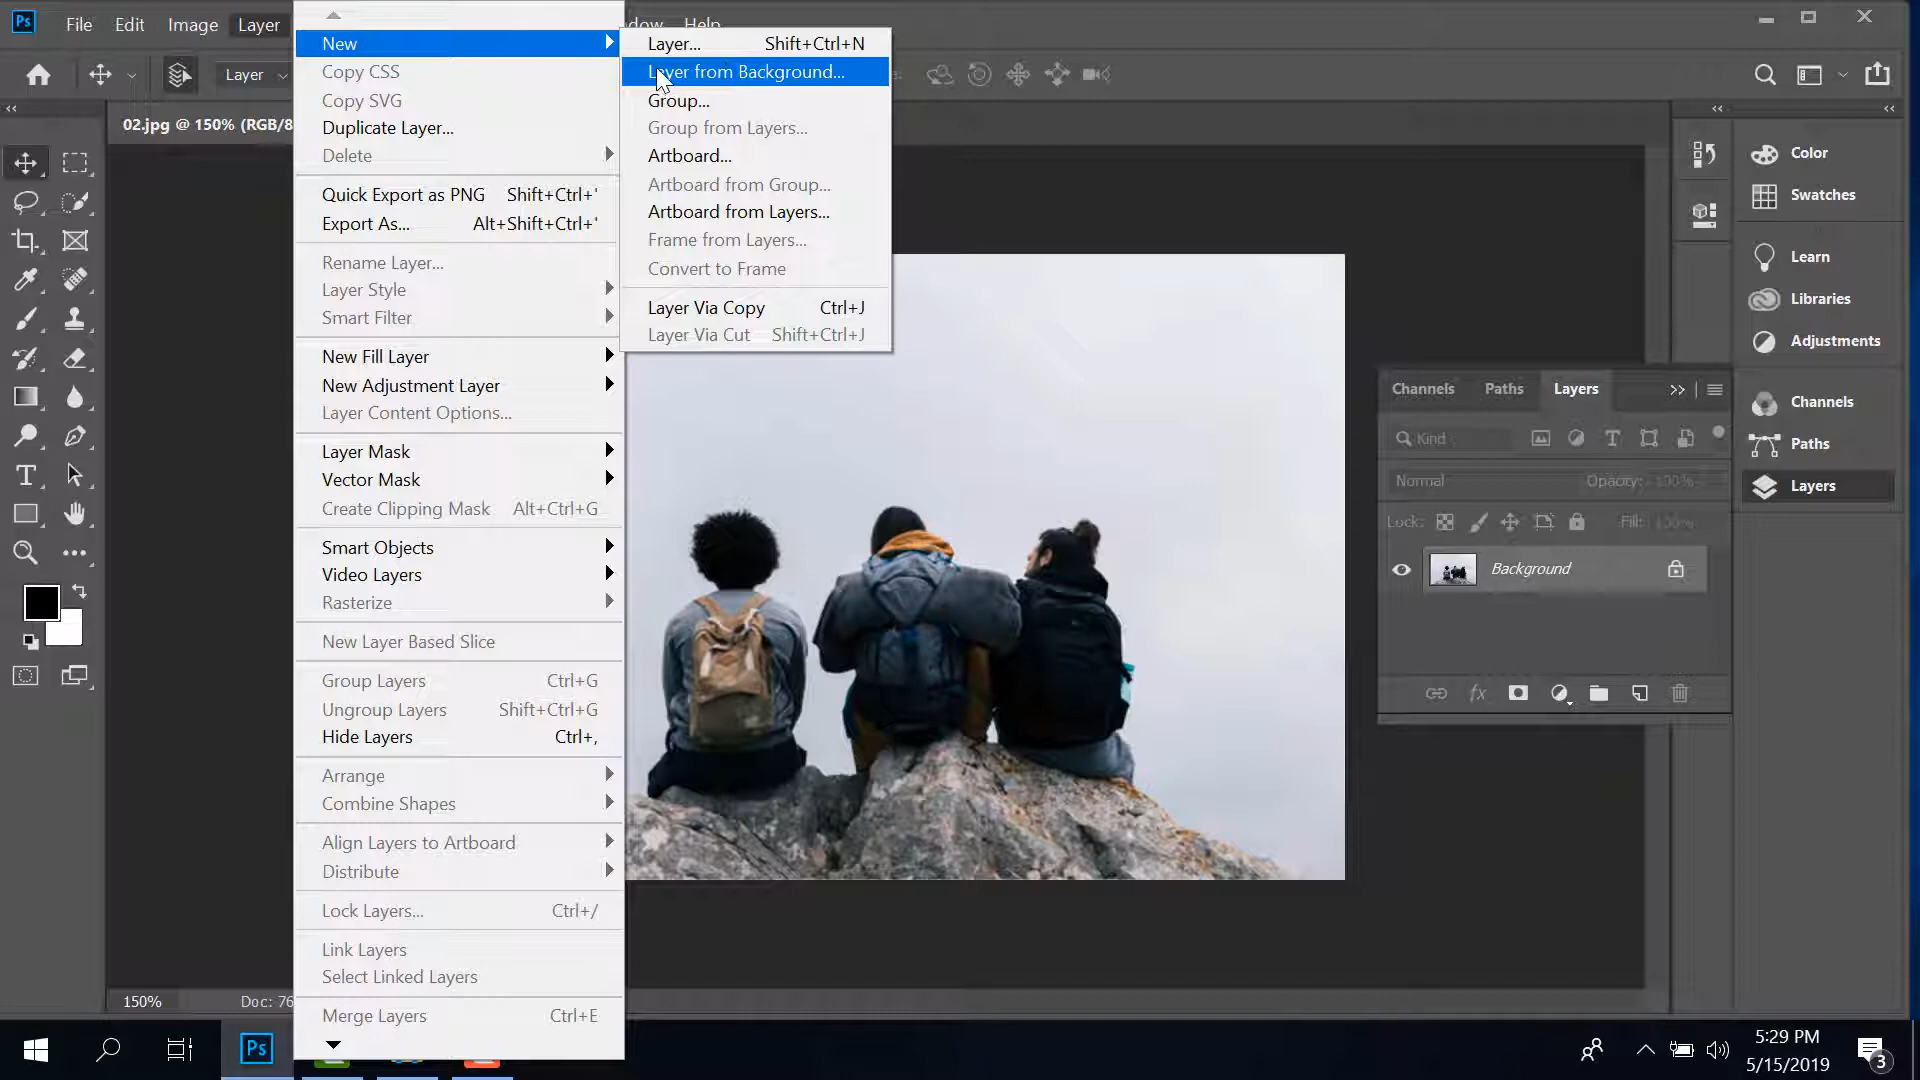 Ps File Edit Image Layer Help
New
Copy CSS
Copy SVG
Duplicate Layer...
Delete
Quick Export as PNG Shift+Ctrl+'
Export As... Alt+Shift+Ctrl+'
Rename Layer...
Layer Style
Smart Filter
New Fill Layer
New Adjustment Layer
Layer Content Options...
Layer Mask
Vector Mask
Create Clipping Mask Alt+Ctrl+G
Smart Objects
Video Layers
Rasterize
New Layer Based Slice
Group Layers Ctrl+G
Ungroup Layers Shift+Ctrl+G
Hide Layers Ctrl+,
Arrange
Combine Shapes
Align Layers to Artboard
Distribute
Lock Layers... Ctrl+/
Link Layers
Select Linked Layers
Merge Layers Ctrl+E
Layer... Shift+Ctrl+N
Layer from Background...
Group...
Group from Layers...
Artboard...
Artboard from Group...
Artboard from Layers...
Frame from Layers...
Convert to Frame
Layer Via Copy Ctrl+J
Layer Via Cut Shift+Ctrl+J
Layer
02.jpg @ 150% (RGB/8
Color
Swatches
Learn
Libraries
Adjustments
Channels
Paths
Layers
Channels Paths Layers
Kind
Normal Opacity: 100%
Lock: Fill: 100%
Background
150% Doc: 76
Ps
5:29 PM
5/15/2019
3